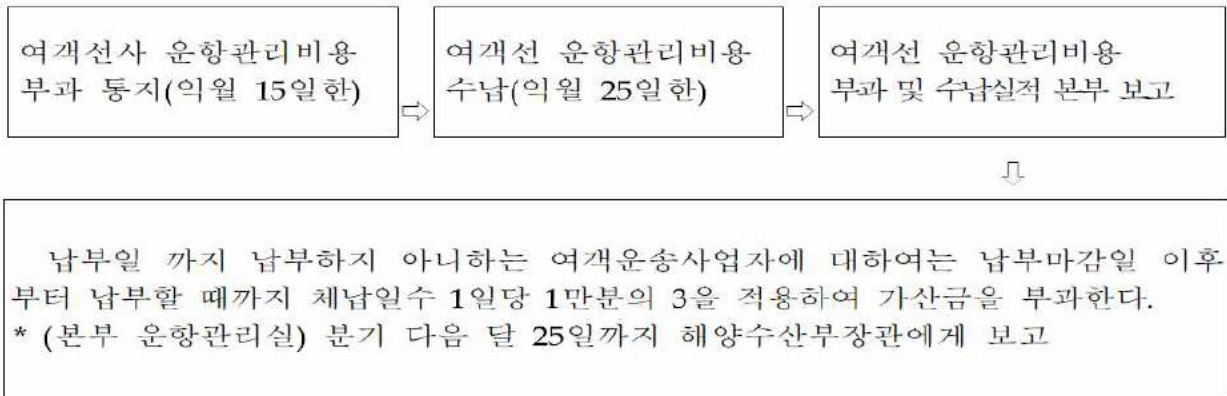 여객선사 운항관리비용
부과 통지(익월 15일한)
⇨
여객선 운항관리비용
수납(익월 25일한)
⇨
여객선 운항관리비용
부과 및 수납실적 본부 보고
⇩
납부일 까지 납부하지 아니하는 여객운송사업자에 대하여는 납부마감일 이후
부터 납부할 때까지 체납일수 1일당 1만분의 3을 적용하여 가산금을 부과한다.
* (본부 운항관리실) 분기 다음 달 25일까지 해양수산부장관에게 보고